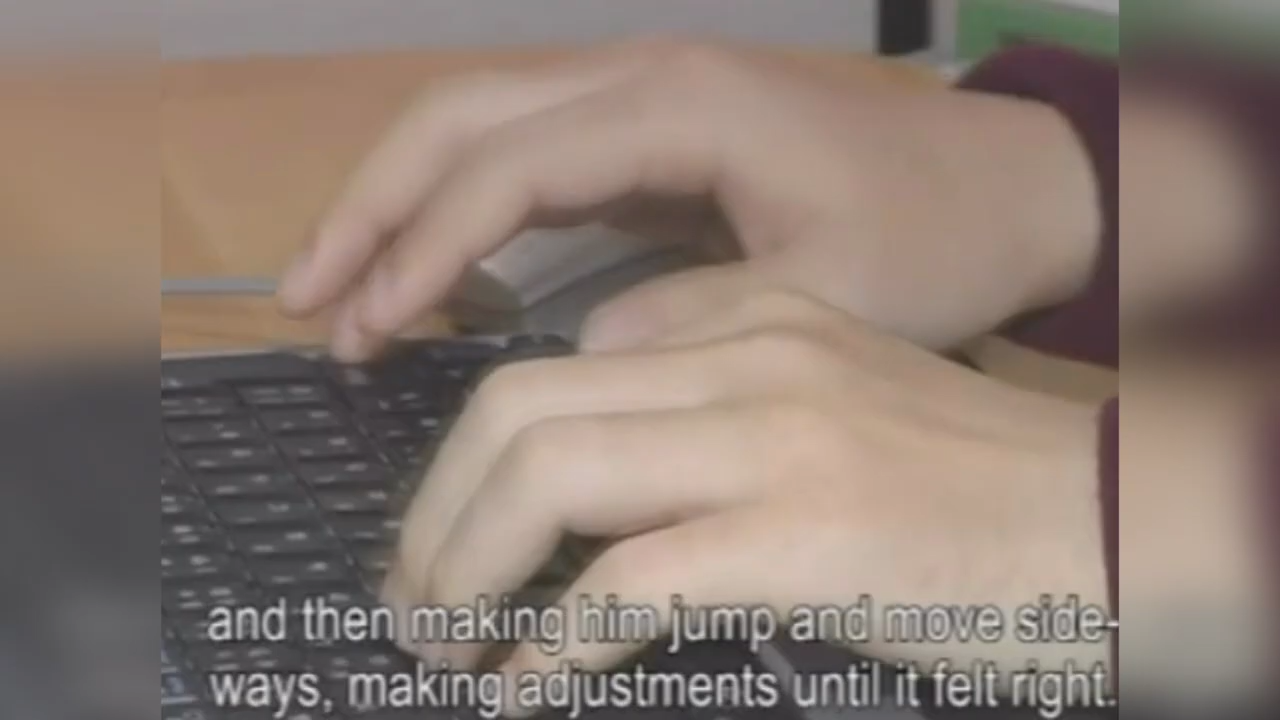 and then making him jump and move side-
ways, making adjustments until it felt right.